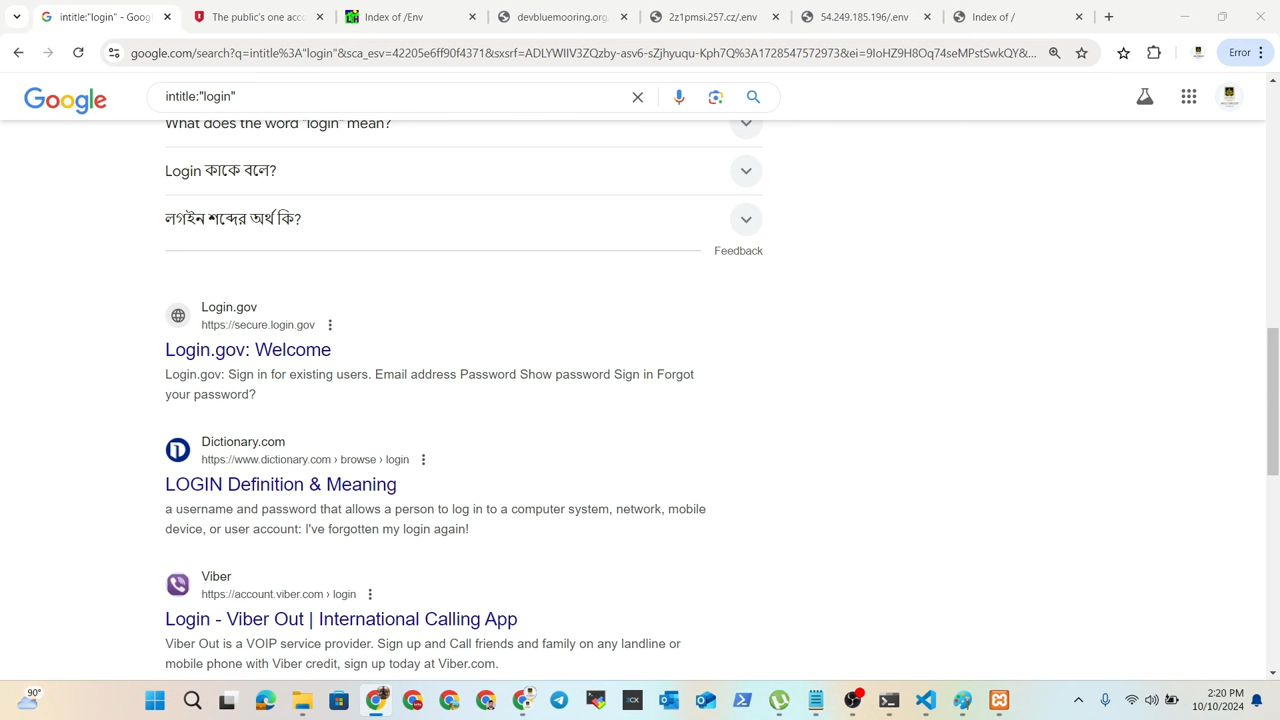 intitle:"login" - Goog
The public's one acc
Index of /Env
devbluemooring.org
2z1pmsi.257.cz/.env
54.249.185.196/.env
Index of /
google.com/search?q=intitle%3A"login"&sca_esv=42205e6ff90f4371&sxsrf=ADLYWIIV3ZQzby-asv6-sZjhyuqu-Kph7Q%3A1728547572973&ei=9IoHZ9H8Oq74seMPstSwkQY&...
Error
Google
intitle:"login"
What does the word "login" mean?
Login কাকে বলে?
লগইন শব্দের অর্থ কি?
Feedback
Login.gov
https://secure.login.gov
Login.gov: Welcome
Login.gov: Sign in for existing users. Email address Password Show password Sign in Forgot
your password?
Dictionary.com
https://www.dictionary.com › browse › login
LOGIN Definition & Meaning
a username and password that allows a person to log in to a computer system, network, mobile
device, or user account: I've forgotten my login again!
Viber
https://account.viber.com › login
Login - Viber Out | International Calling App
Viber Out is a VOIP service provider. Sign up and Call friends and family on any landline or
mobile phone with Viber credit, sign up today at Viber.com.
90°
2:20 PM
10/10/2024